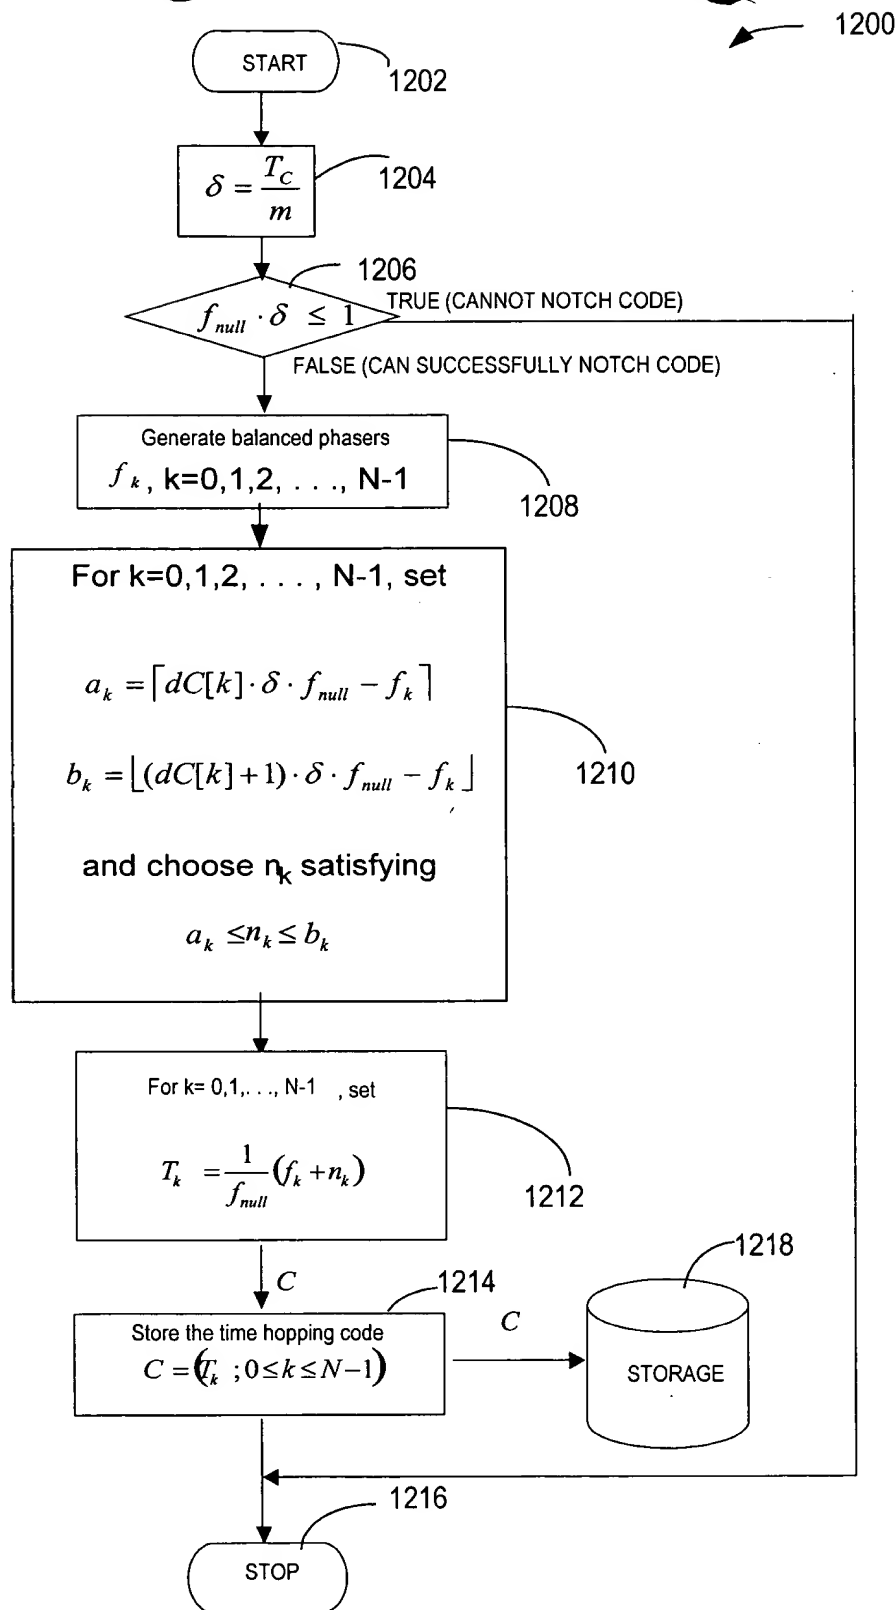 1200
START
1202
δ = T_C / m
1204
1206
f_null · δ ≤ 1
TRUE (CANNOT NOTCH CODE)
FALSE (CAN SUCCESSFULLY NOTCH CODE)
Generate balanced phasers
f_k, k=0,1,2, . . ., N-1
1208
For k=0,1,2, . . ., N-1, set
a_k = ⌈dC[k]·δ·f_null − f_k⌉
b_k = ⌊(dC[k]+1)·δ·f_null − f_k⌋
1210
and choose n_k satisfying
a_k ≤ n_k ≤ b_k
For k= 0,1,. . ., N-1 , set
T_k = 1/f_null (f_k + n_k)
1212
C
1214
1218
Store the time hopping code
C = (T_k ; 0 ≤ k ≤ N−1)
C
STORAGE
1216
STOP